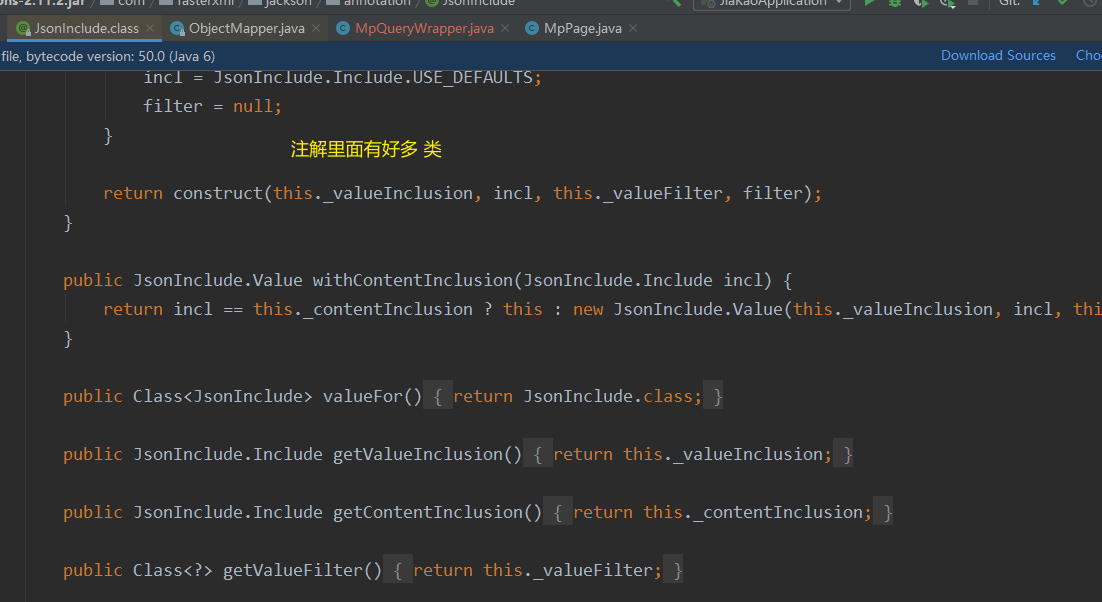 ons-2.11.2.jar / com / fasterxml / jackson / annotation / JsonInclude JiaKaoApplication Git:
JsonInclude.class × ObjectMapper.java × MpQueryWrapper.java × MpPage.java ×
file, bytecode version: 50.0 (Java 6) Download Sources
incl = JsonInclude.Include.USE_DEFAULTS;
filter = null;
}
注解里面有好多 类
return construct(this._valueInclusion, incl, this._valueFilter, filter);
}
public JsonInclude.Value withContentInclusion(JsonInclude.Include incl) {
return incl == this._contentInclusion ? this : new JsonInclude.Value(this._valueInclusion, incl, thi
}
public Class<JsonInclude> valueFor() { return JsonInclude.class; }
public JsonInclude.Include getValueInclusion() { return this._valueInclusion; }
public JsonInclude.Include getContentInclusion() { return this._contentInclusion; }
public Class<?> getValueFilter() { return this._valueFilter; }